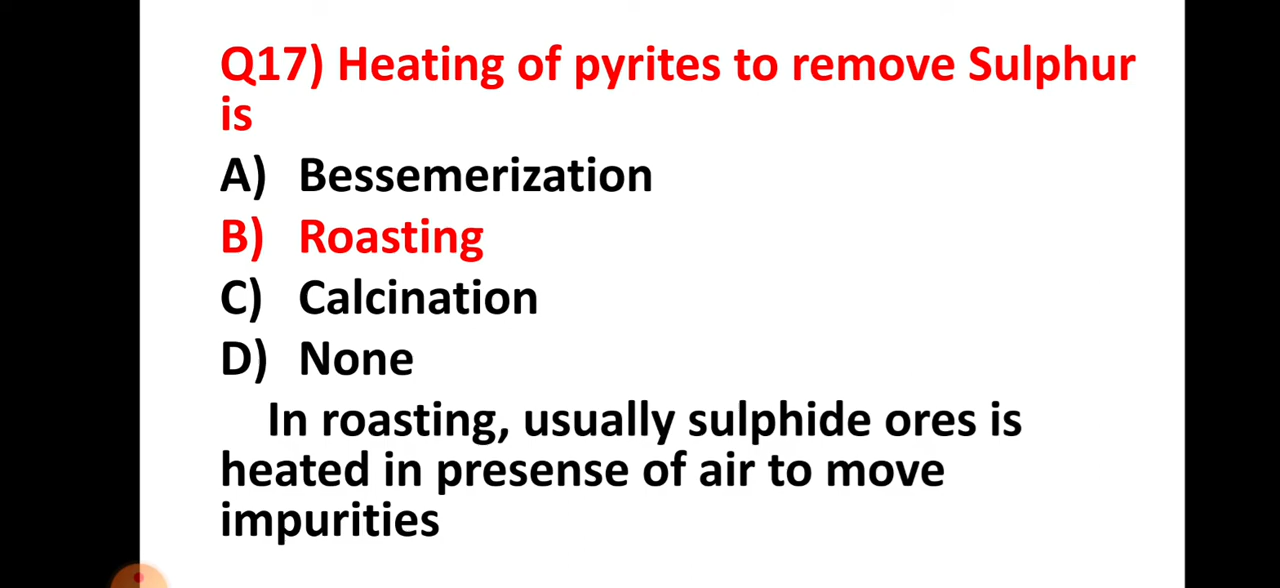 Q17) Heating of pyrites to remove Sulphur
is
A) Bessemerization
B) Roasting
C) Calcination
D) None
In roasting, usually sulphide ores is
heated in presense of air to move
impurities